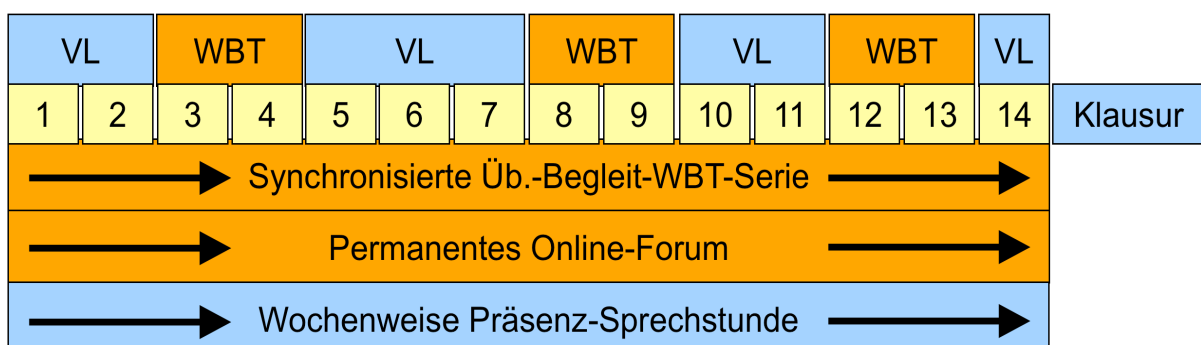 VL WBT VL WBT VL WBT VL
1 2 3 4 5 6 7 8 9 10 11 12 13 14 Klausur
Synchronisierte Üb.-Begleit-WBT-Serie
Permanentes Online-Forum
Wochenweise Präsenz-Sprechstunde